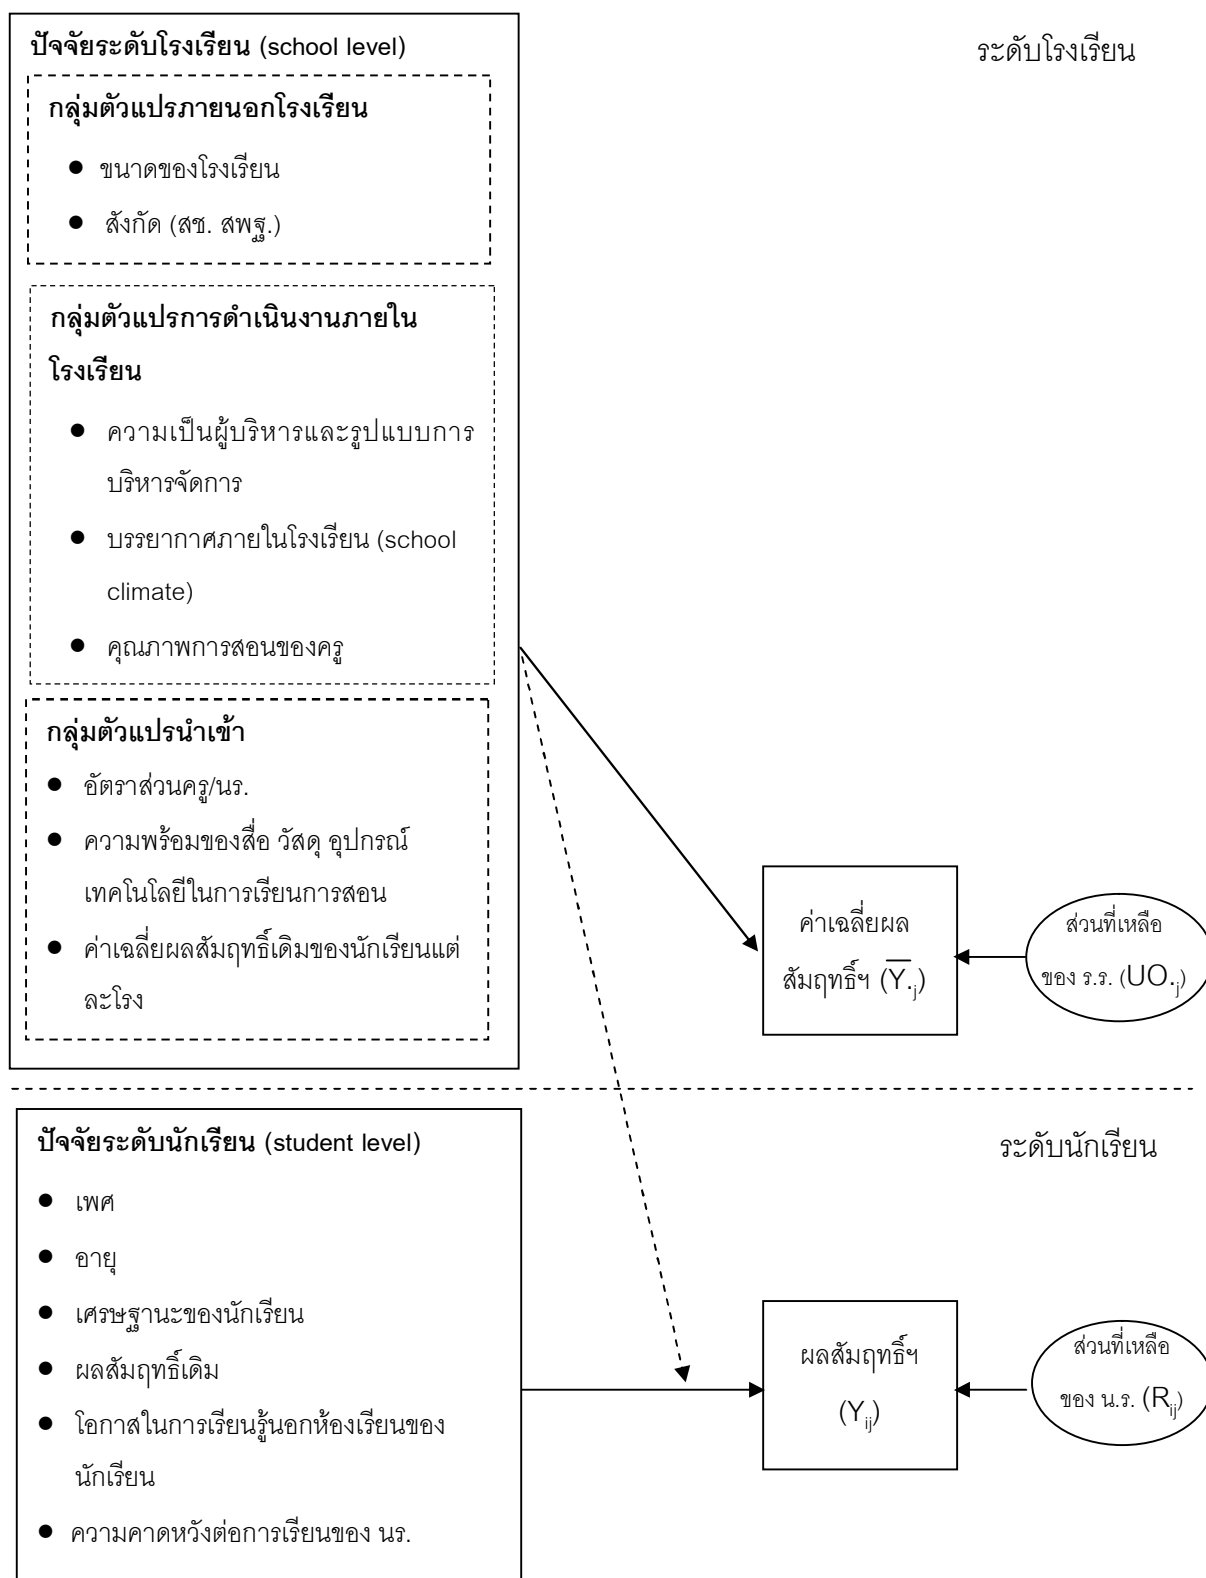 ปัจจัยระดับโรงเรียน (school level)
ระดับโรงเรียน
กลุ่มตัวแปรภายนอกโรงเรียน
● ขนาดของโรงเรียน
● สังกัด (สช. สพฐ.)
กลุ่มตัวแปรการดำเนินงานภายใน
โรงเรียน
● ความเป็นผู้บริหารและรูปแบบการ
บริหารจัดการ
● บรรยากาศภายในโรงเรียน (school
climate)
● คุณภาพการสอนของครู
กลุ่มตัวแปรนำเข้า
● อัตราส่วนครู/นร.
● ความพร้อมของสื่อ วัสดุ อุปกรณ์
เทคโนโลยีในการเรียนการสอน
● ค่าเฉลี่ยผลสัมฤทธิ์เดิมของนักเรียนแต่
ละโรง
ค่าเฉลี่ยผล
สัมฤทธิ์ฯ (Y̅.j)
ส่วนที่เหลือ
ของ ร.ร. (UO.j)
ปัจจัยระดับนักเรียน (student level)
ระดับนักเรียน
● เพศ
● อายุ
● เศรษฐานะของนักเรียน
● ผลสัมฤทธิ์เดิม
● โอกาสในการเรียนรู้นอกห้องเรียนของ
นักเรียน
● ความคาดหวังต่อการเรียนของ นร.
ผลสัมฤทธิ์ฯ
(Yij)
ส่วนที่เหลือ
ของ น.ร. (Rij)